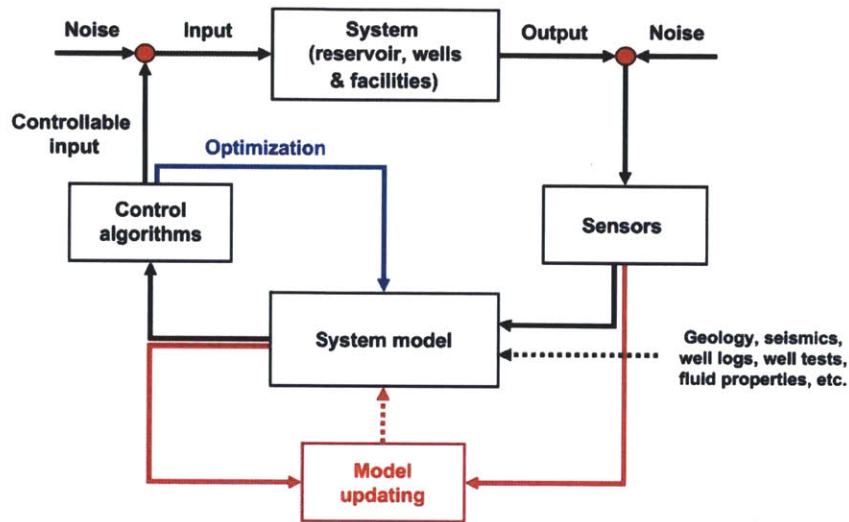 Noise
Input
System
(reservoir, wells
& facilities)
Output
Noise
Controllable
input
Optimization
Control
algorithms
Sensors
System model
Geology, seismics,
well logs, well tests,
fluid properties, etc.
Model
updating